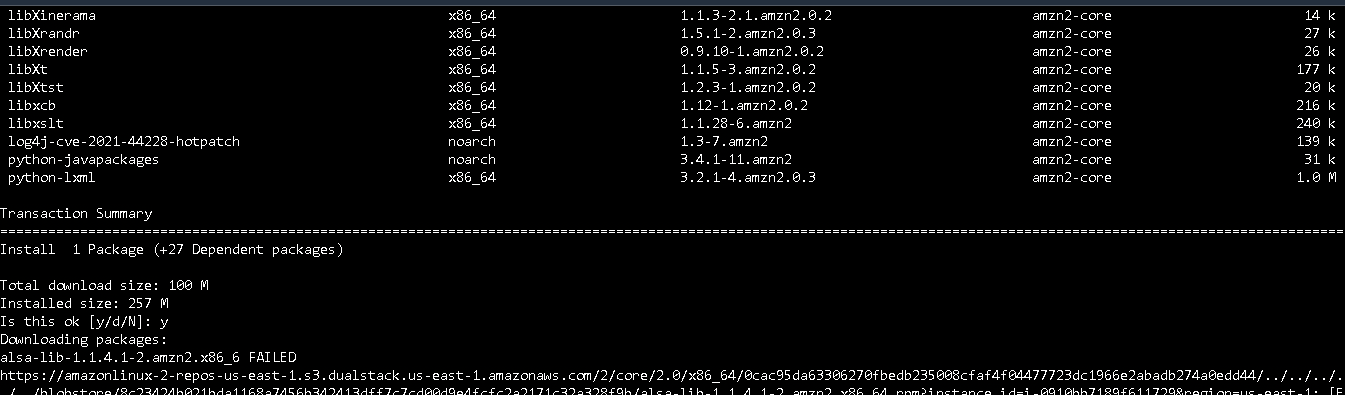 libXinerama x86_64 1.1.3-2.1.amzn2.0.2 amzn2-core 14 k
libXrandr x86_64 1.5.1-2.amzn2.0.3 amzn2-core 27 k
libXrender x86_64 0.9.10-1.amzn2.0.2 amzn2-core 26 k
libXt x86_64 1.1.5-3.amzn2.0.2 amzn2-core 177 k
libXtst x86_64 1.2.3-1.amzn2.0.2 amzn2-core 20 k
libxcb x86_64 1.12-1.amzn2.0.2 amzn2-core 216 k
libxslt x86_64 1.1.28-6.amzn2 amzn2-core 240 k
log4j-cve-2021-44228-hotpatch noarch 1.3-7.amzn2 amzn2-core 139 k
python-javapackages noarch 3.4.1-11.amzn2 amzn2-core 31 k
python-lxml x86_64 3.2.1-4.amzn2.0.3 amzn2-core 1.0 M
Transaction Summary
================================================================================
Install 1 Package (+27 Dependent packages)
Total download size: 100 M
Installed size: 257 M
Is this ok [y/d/N]: y
Downloading packages:
alsa-lib-1.1.4.1-2.amzn2.x86_6 FAILED
https://amazonlinux-2-repos-us-east-1.s3.dualstack.us-east-1.amazonaws.com/2/core/2.0/x86_64/0cac95da63306270fbedb235008cfaf4f04477723dc1966e2abadb274a0edd44/../../../.